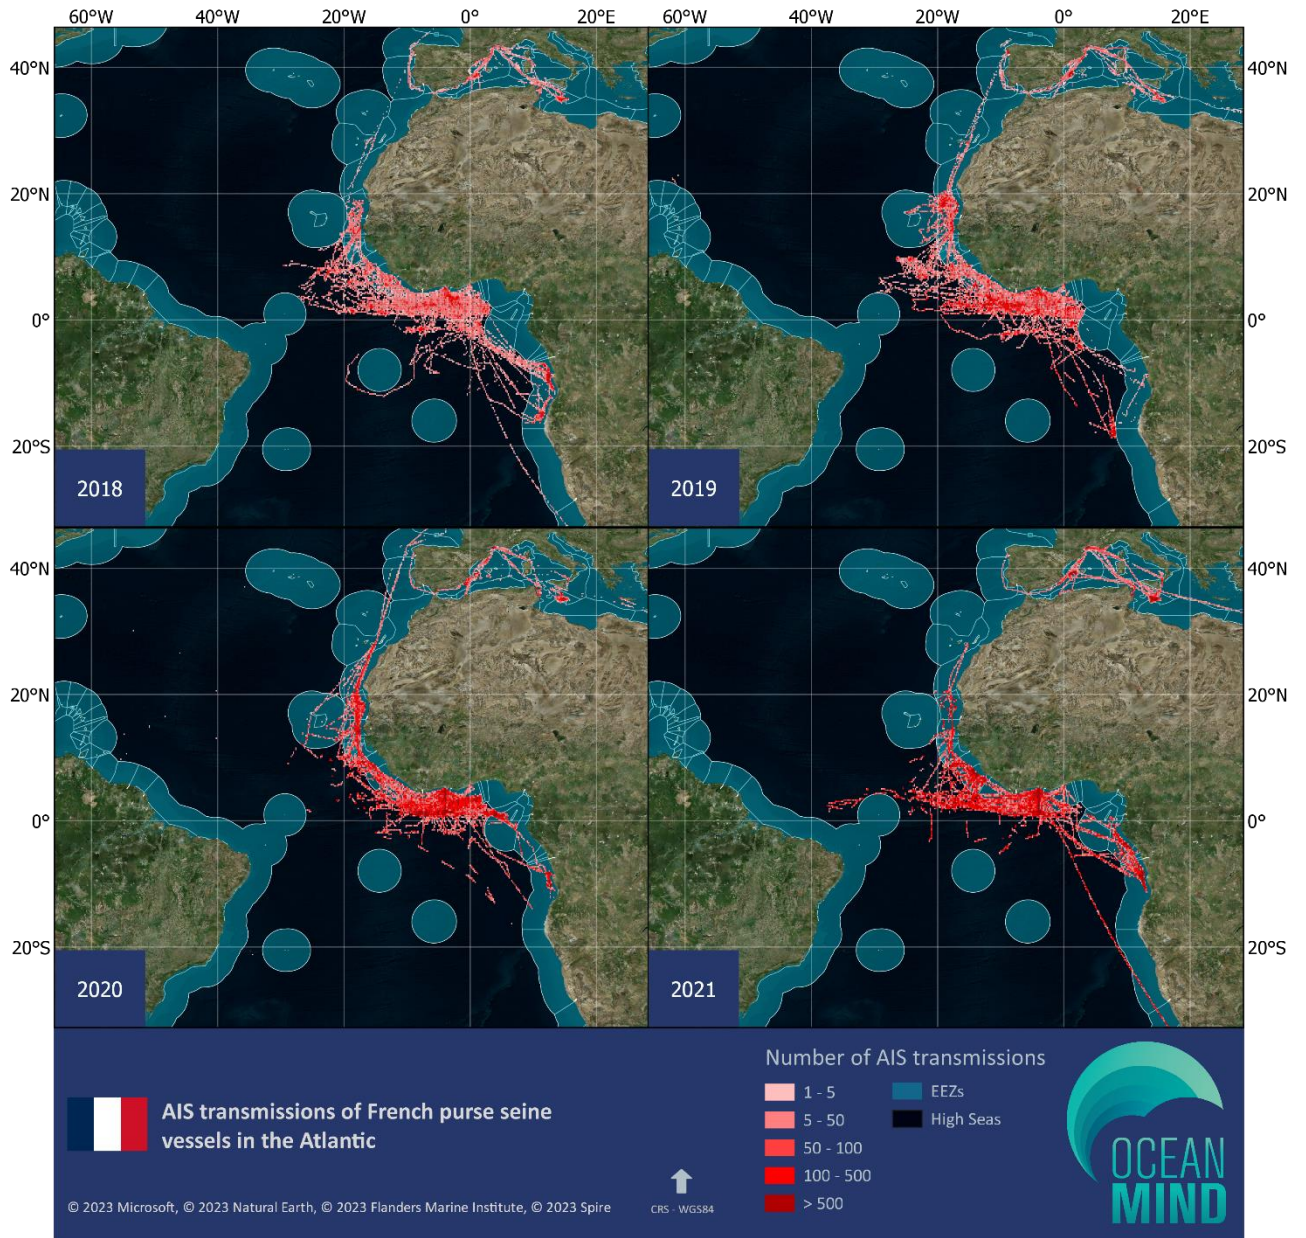 60°W 40°W 20°W 0° 20°E 60°W 40°W 20°W 0° 20°E
40°N 40°N
20°N 20°N
0° 0°
20°S 20°S
2018 2019
40°N 40°N
20°N 20°N
0° 0°
20°S 20°S
2020 2021
AIS transmissions of French purse seine
vessels in the Atlantic
© 2023 Microsoft, © 2023 Natural Earth, © 2023 Flanders Marine Institute, © 2023 Spire
CRS - WGS84
Number of AIS transmissions
1 - 5
5 - 50
50 - 100
100 - 500
> 500
EEZs
High Seas
OCEAN
MIND